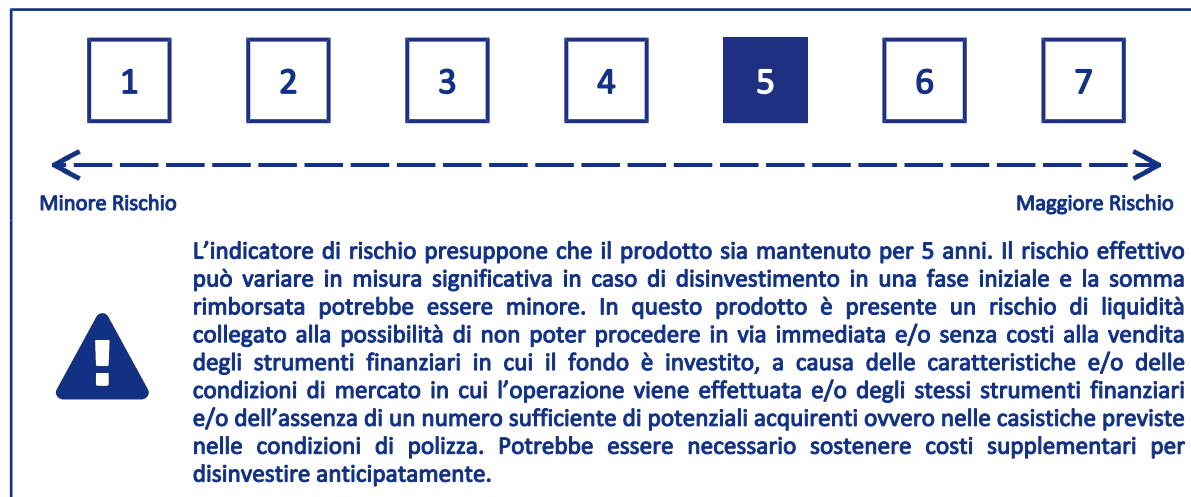 1 2 3 4 5 6 7
Minore Rischio Maggiore Rischio
L'indicatore di rischio presuppone che il prodotto sia mantenuto per 5 anni. Il rischio effettivo
può variare in misura significativa in caso di disinvestimento in una fase iniziale e la somma
rimborsata potrebbe essere minore. In questo prodotto è presente un rischio di liquidità
collegato alla possibilità di non poter procedere in via immediata e/o senza costi alla vendita
degli strumenti finanziari in cui il fondo è investito, a causa delle caratteristiche e/o delle
condizioni di mercato in cui l'operazione viene effettuata e/o degli stessi strumenti finanziari
e/o dell'assenza di un numero sufficiente di potenziali acquirenti ovvero nelle casistiche previste
nelle condizioni di polizza. Potrebbe essere necessario sostenere costi supplementari per
disinvestire anticipatamente.